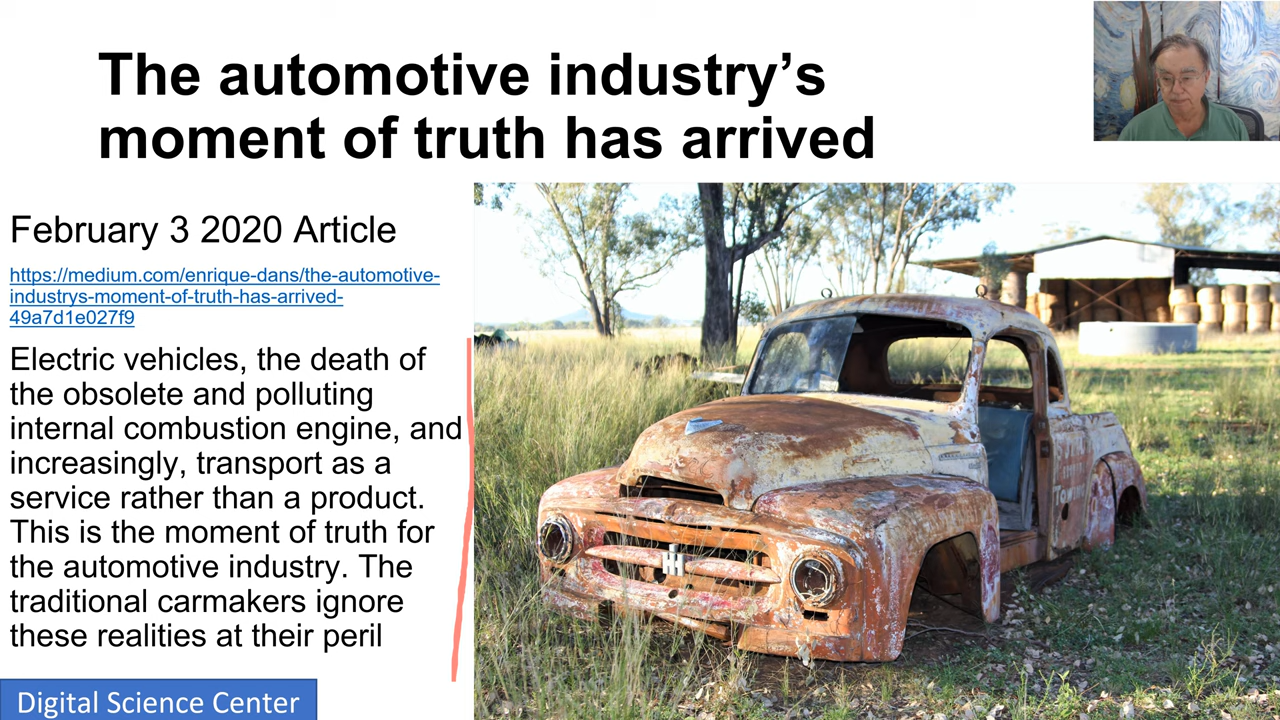 The automotive industry’s
moment of truth has arrived
February 3 2020 Article
https://medium.com/enrique-dans/the-automotive-
industrys-moment-of-truth-has-arrived-
49a7d1e027f9
Electric vehicles, the death of
the obsolete and polluting
internal combustion engine, and
increasingly, transport as a
service rather than a product.
This is the moment of truth for
the automotive industry. The
traditional carmakers ignore
these realities at their peril
Digital Science Center